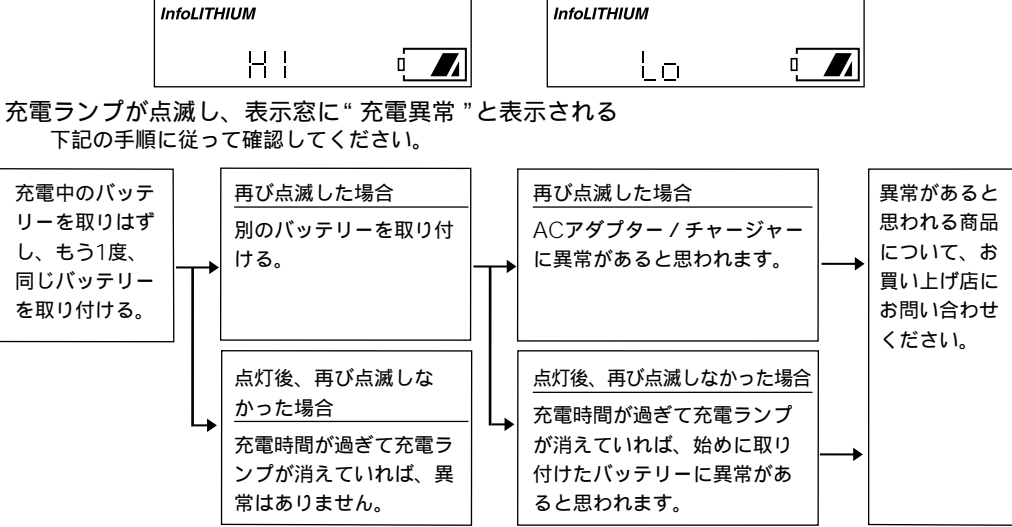 InfoLITHIUM
HI
InfoLITHIUM
Lo
充電ランプが点滅し、表示窓に“充電異常”と表示される
下記の手順に従って確認してください。
充電中のバッテ
リーを取りはず
し、もう1度、
同じバッテリー
を取り付ける。
再び点滅した場合
別のバッテリーを取り付
ける。
点灯後、再び点滅しな
かった場合
充電時間が過ぎて充電ラ
ンプが消えていれば、異
常はありません。
再び点滅した場合
ACアダプター/チャージャー
に異常があると思われます。
点灯後、再び点滅しなかった場合
充電時間が過ぎて充電ランプ
が消えていれば、始めに取り
付けたバッテリーに異常があ
ると思われます。
異常があると
思われる商品
について、お
買い上げ店に
お問い合わせ
ください。